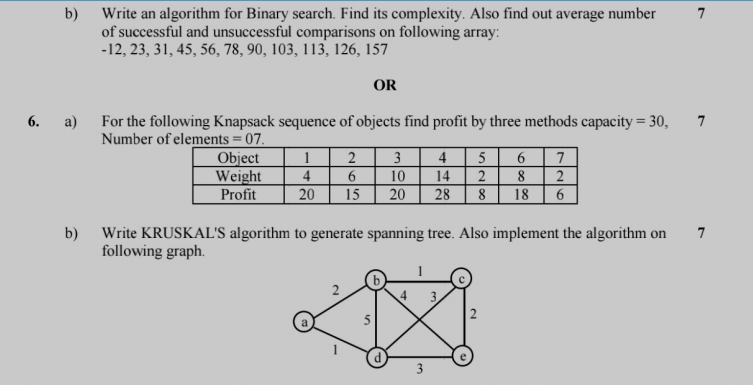 b) Write an algorithm for Binary search. Find its complexity. Also find out average number 7
of successful and unsuccessful comparisons on following array:
-12, 23, 31, 45, 56, 78, 90, 103, 113, 126, 157
OR
6. a) For the following Knapsack sequence of objects find profit by three methods capacity = 30, 7
Number of elements = 07.
Object 1 2 3 4 5 6 7
Weight 4 6 10 14 2 8 2
Profit 20 15 20 28 8 18 6
b) Write KRUSKAL'S algorithm to generate spanning tree. Also implement the algorithm on 7
following graph.
1
b c
2 4 3
a 5 2
1 d e
3